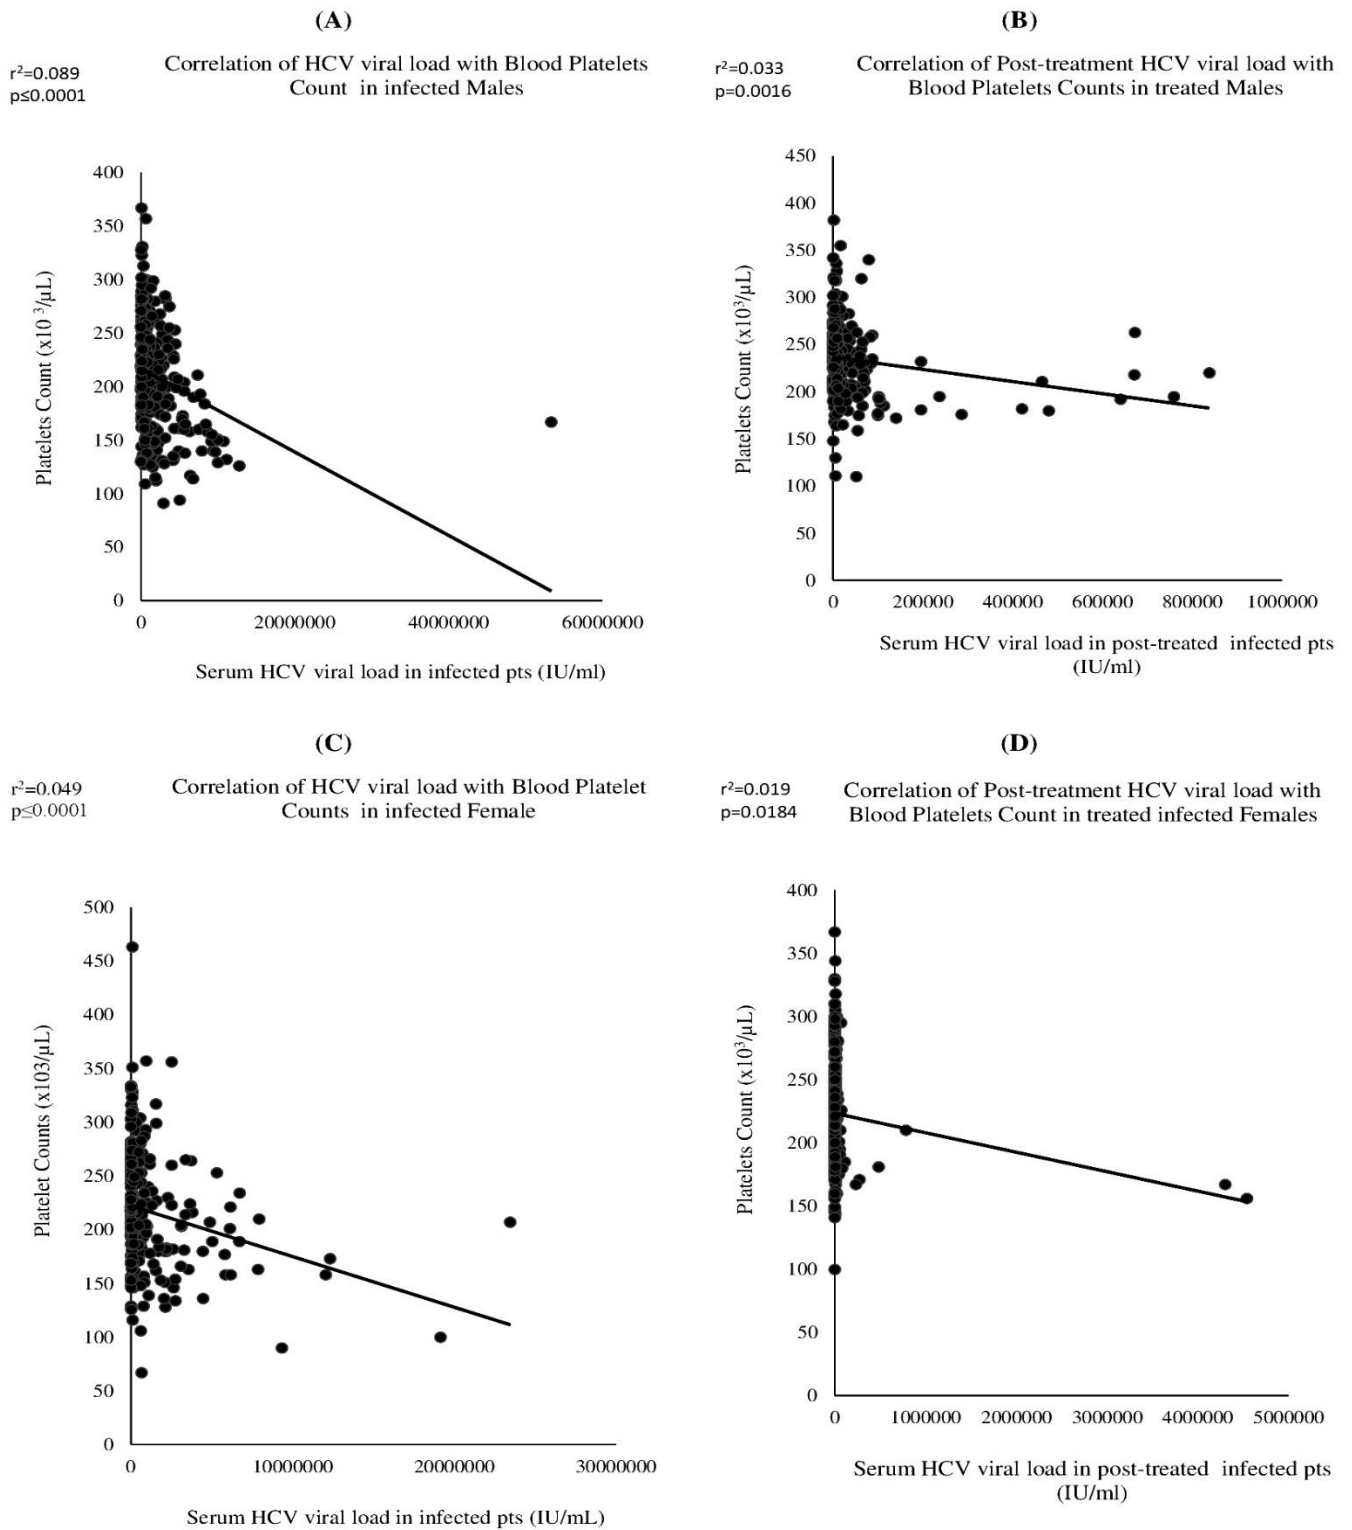 (A)
r²=0.089
p≤0.0001
Correlation of HCV viral load with Blood Platelets
Count in infected Males
Platelets Count (x10 ³/µL)
400
350
300
250
200
150
100
50
0
0 20000000 40000000 60000000
Serum HCV viral load in infected pts (IU/ml)
(B)
r²=0.033
p=0.0016
Correlation of Post-treatment HCV viral load with
Blood Platelets Counts in treated Males
Platelets Count (x10³/µL)
450
400
350
300
250
200
150
100
50
0
0 200000 400000 600000 800000 1000000
Serum HCV viral load in post-treated infected pts
(IU/ml)
(C)
r²=0.049
p≤0.0001
Correlation of HCV viral load with Blood Platelet
Counts in infected Female
Platelet Counts (x103/µL)
500
450
400
350
300
250
200
150
100
50
0
0 10000000 20000000 30000000
Serum HCV viral load in infected pts (IU/mL)
(D)
r²=0.019
p=0.0184
Correlation of Post-treatment HCV viral load with
Blood Platelets Count in treated infected Females
Platelets Count (x10³/µL)
400
350
300
250
200
150
100
50
0
0 1000000 2000000 3000000 4000000 5000000
Serum HCV viral load in post-treated infected pts
(IU/ml)